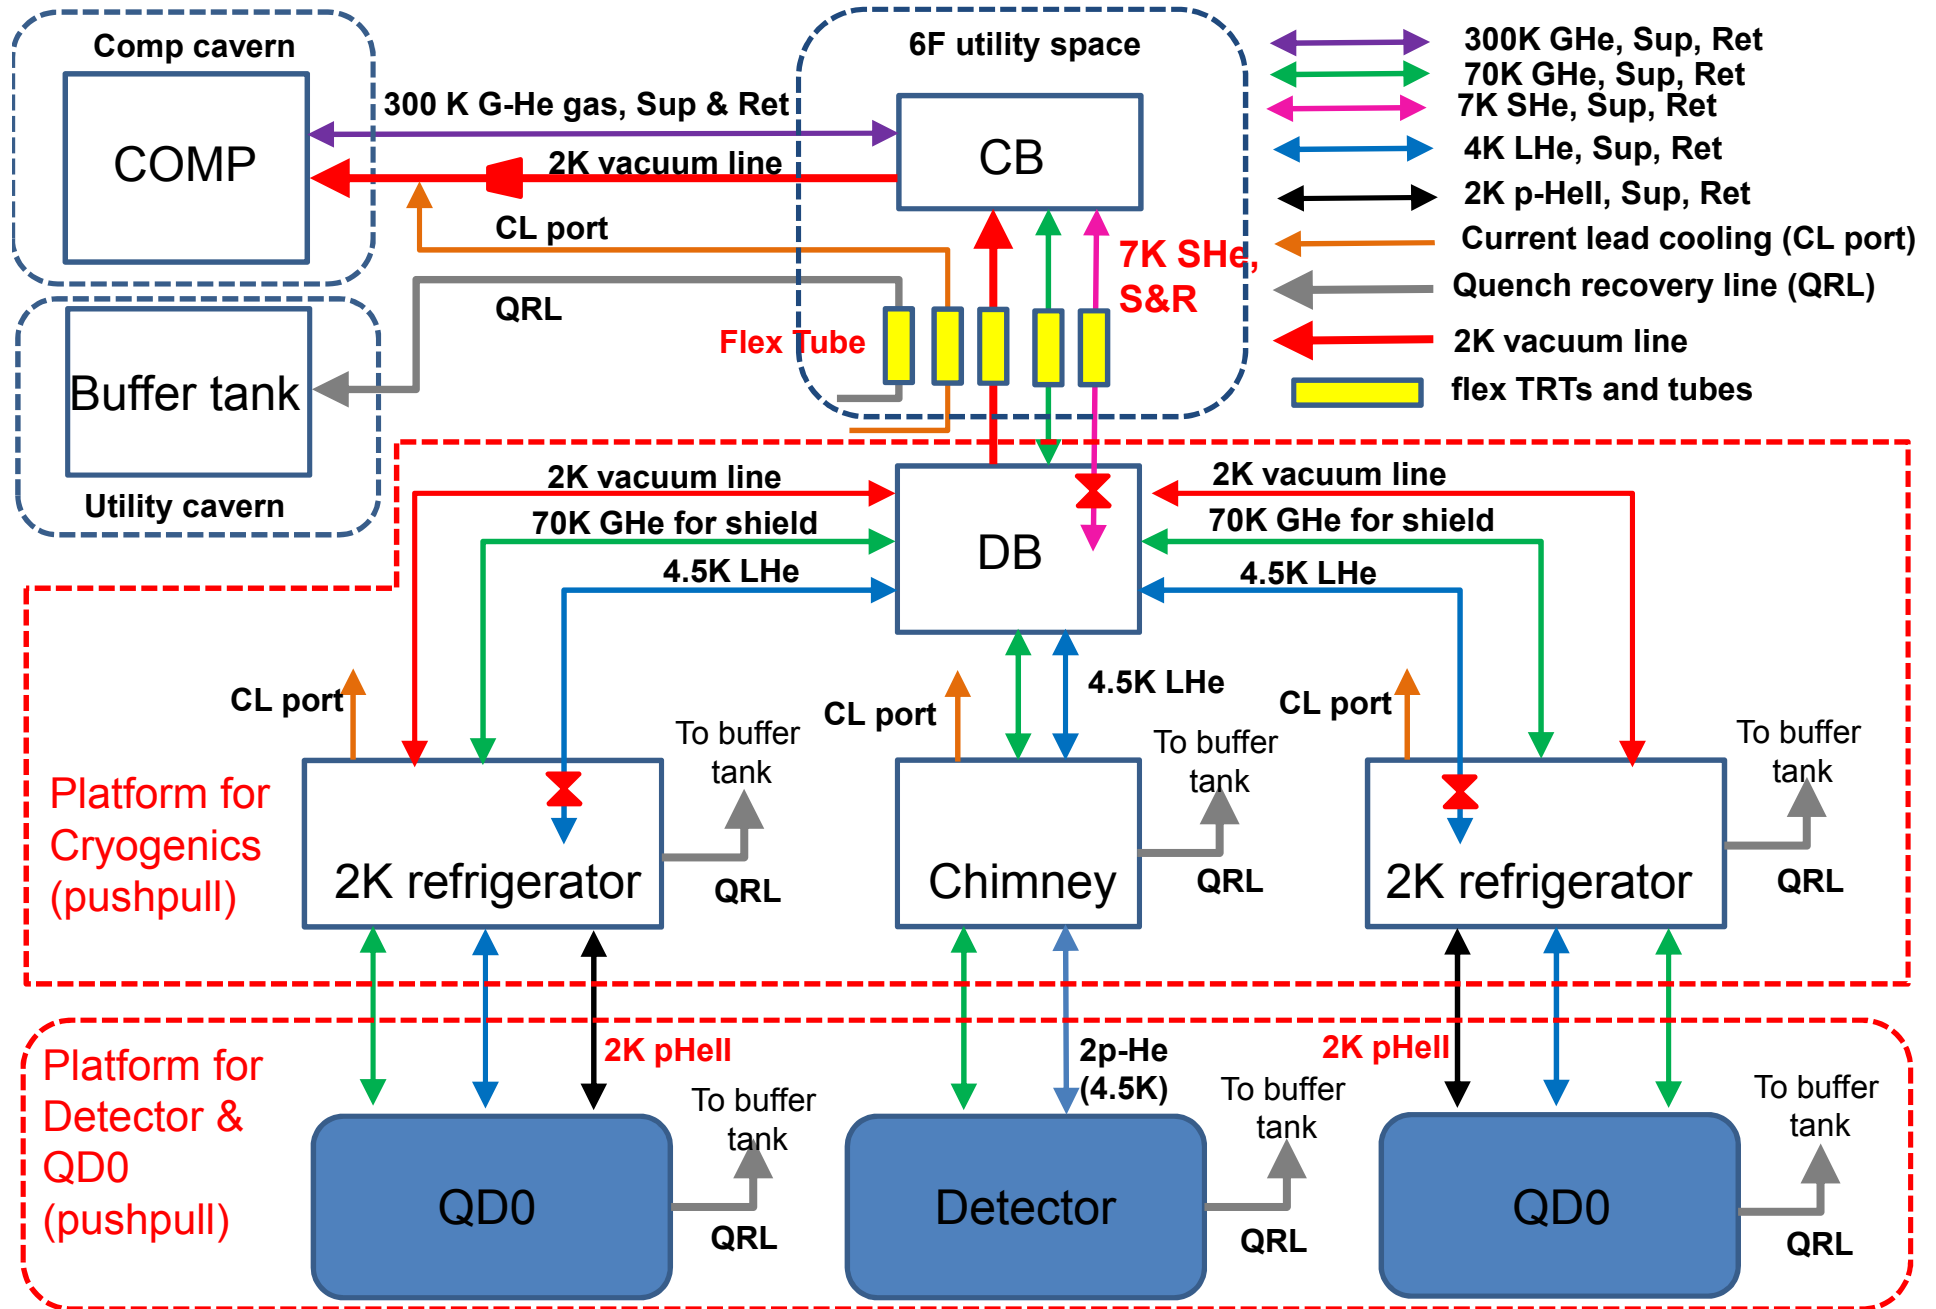 Comp cavern
COMP
300 K G-He gas, Sup & Ret
2K vacuum line
CL port
QRL
6F utility space
CB
7K SHe,
S&R
Flex Tube
Buffer tank
Utility cavern
300K GHe, Sup, Ret
70K GHe, Sup, Ret
7K SHe, Sup, Ret
4K LHe, Sup, Ret
2K p-HeII, Sup, Ret
Current lead cooling (CL port)
Quench recovery line (QRL)
2K vacuum line
flex TRTs and tubes
2K vacuum line
70K GHe for shield
4.5K LHe
DB
2K vacuum line
70K GHe for shield
4.5K LHe
4.5K LHe
CL port
CL port
CL port
To buffer
tank
To buffer
tank
To buffer
tank
Platform for
Cryogenics
(pushpull)
2K refrigerator
QRL
Chimney
QRL
2K refrigerator
QRL
Platform for
Detector &
QD0
(pushpull)
2K pHeII
2p-He
(4.5K)
2K pHeII
To buffer
tank
To buffer
tank
To buffer
tank
QD0
QRL
Detector
QRL
QD0
QRL